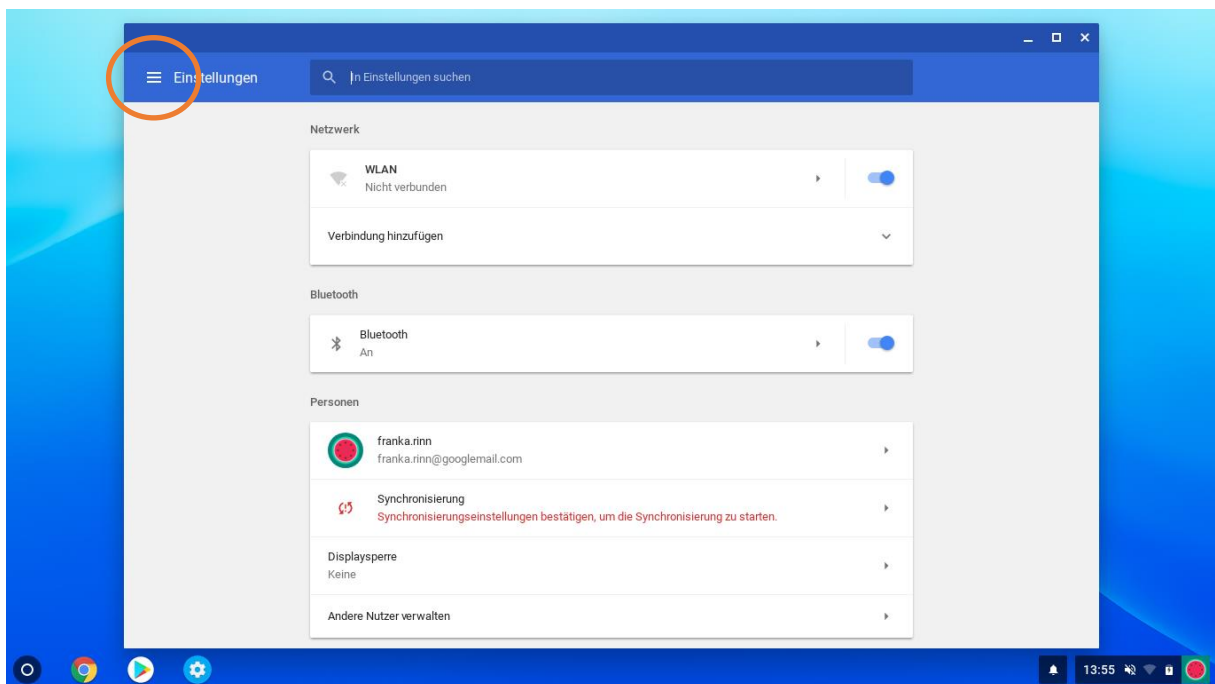 Einstellungen
In Einstellungen suchen
Netzwerk
WLAN
Nicht verbunden
Verbindung hinzufügen
Bluetooth
Bluetooth
An
Personen
franka.rinn
franka.rinn@googlemail.com
Synchronisierung
Synchronisierungseinstellungen bestätigen, um die Synchronisierung zu starten.
Displaysperre
Keine
Andere Nutzer verwalten
13:55